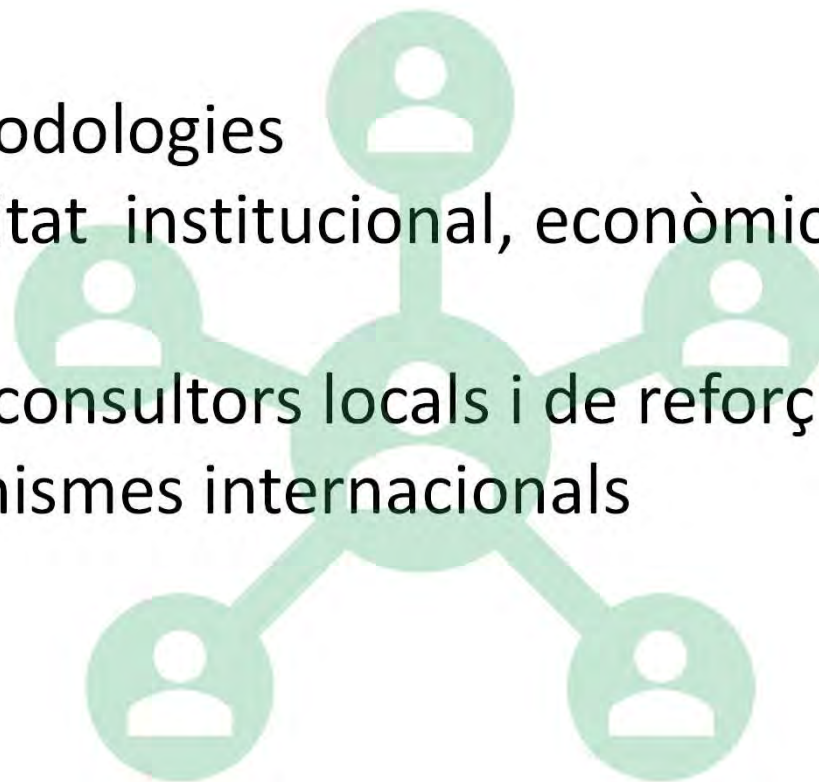 odologies
tat institucional, econòmic
consultors locals i de reforç
nismes internacionals